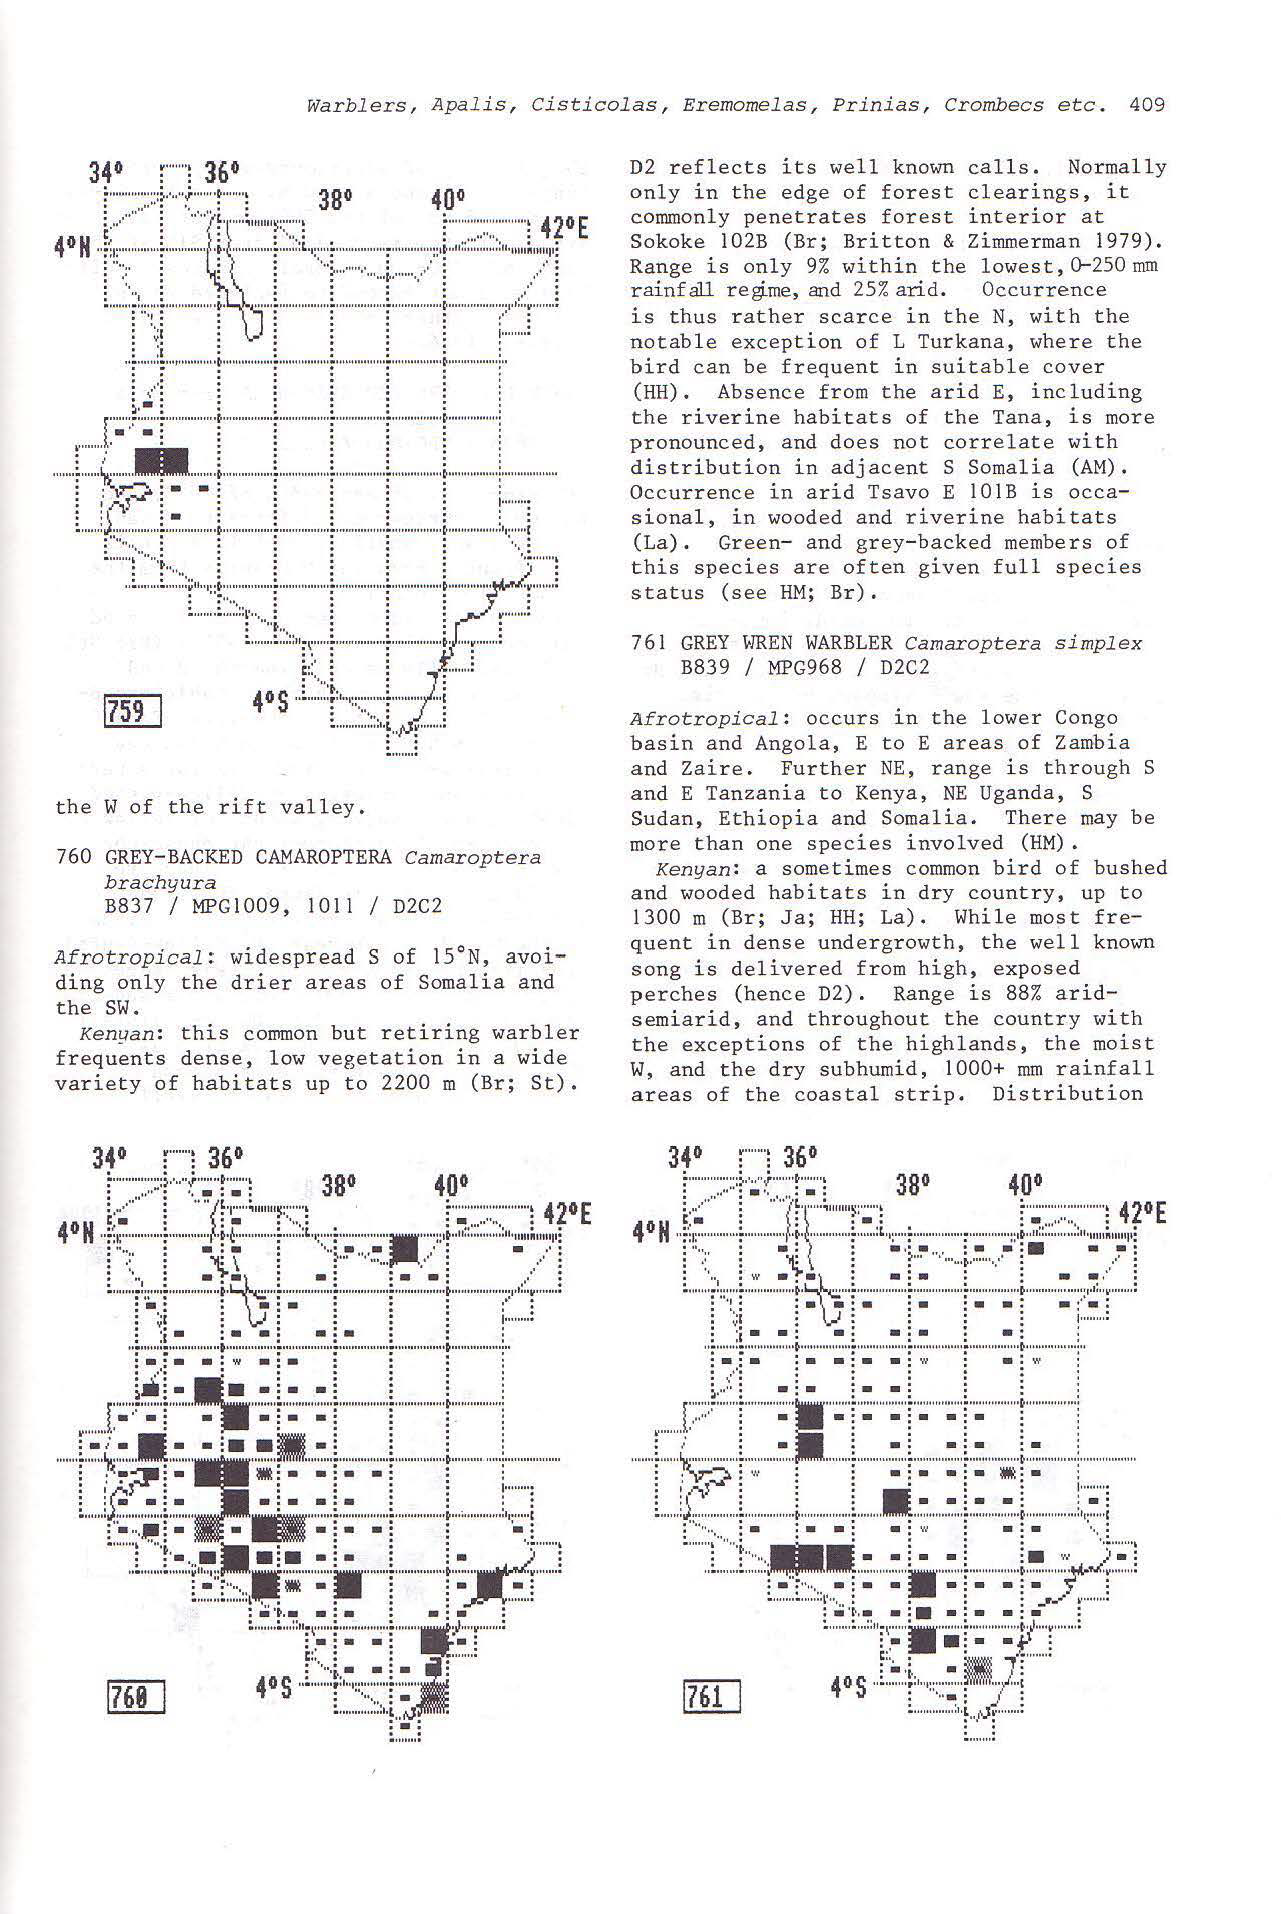 Warblers, Apalis, Cisticolas, Eremomelas, Prinias, Crombecs etc. 409
34° 36°
38° 40°
42°E
4°N
4°S
759
the W of the rift valley.
760 GREY-BACKED CAMAROPTERA Camaroptera
brachyura
B837 / MPG1009, 1011 / D2C2
Afrotropical: widespread S of 15°N, avoi-
ding only the drier areas of Somalia and
the SW.
Kenyan: this common but retiring warbler
frequents dense, low vegetation in a wide
variety of habitats up to 2200 m (Br; St).
D2 reflects its well known calls. Normally
only in the edge of forest clearings, it
commonly penetrates forest interior at
Sokoke 102B (Br; Britton & Zimmerman 1979).
Range is only 9% within the lowest, 0-250 mm
rainfall regime, and 25% arid. Occurrence
is thus rather scarce in the N, with the
notable exception of L Turkana, where the
bird can be frequent in suitable cover
(HH). Absence from the arid E, including
the riverine habitats of the Tana, is more
pronounced, and does not correlate with
distribution in adjacent S Somalia (AM).
Occurrence in arid Tsavo E 101B is occa-
sional, in wooded and riverine habitats
(La). Green- and grey-backed members of
this species are often given full species
status (see HM; Br).
761 GREY WREN WARBLER Camaroptera simplex
B839 / MPG968 / D2C2
Afrotropical: occurs in the lower Congo
basin and Angola, E to E areas of Zambia
and Zaire. Further NE, range is through S
and E Tanzania to Kenya, NE Uganda, S
Sudan, Ethiopia and Somalia. There may be
more than one species involved (HM).
Kenyan: a sometimes common bird of bushed
and wooded habitats in dry country, up to
1300 m (Br; Ja; HH; La). While most fre-
quent in dense undergrowth, the well known
song is delivered from high, exposed
perches (hence D2). Range is 88% arid-
semiarid, and throughout the country with
the exceptions of the highlands, the moist
W, and the dry subhumid, 1000+ mm rainfall
areas of the coastal strip. Distribution
34° 36°
38° 40°
42°E
4°N
4°S
760
34° 36°
38° 40°
42°E
4°N
4°S
761